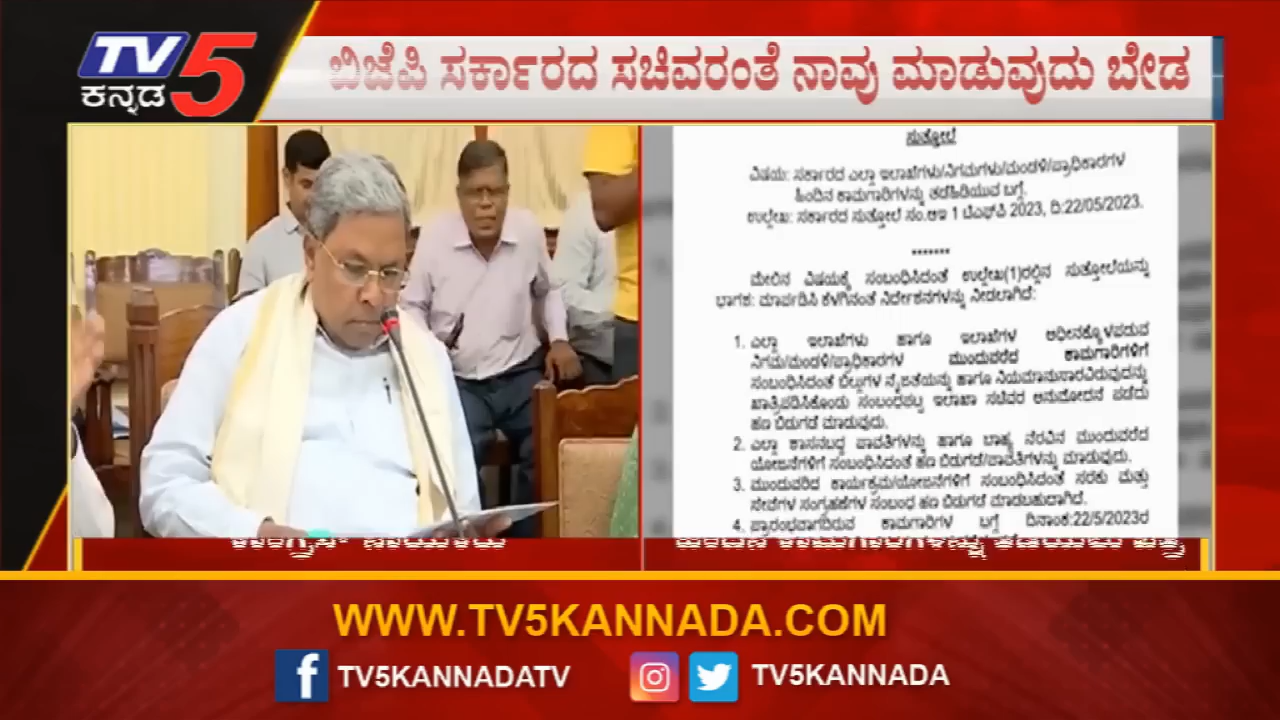 TV5
ಕನ್ನಡ
ಬಿಜೆಪಿ ಸರ್ಕಾರದ ಸಚಿವರಂತೆ ನಾವು ಮಾಡುವುದು ಬೇಡ
ಸುತ್ತೋಲೆ
ವಿಷಯ: ಸರ್ಕಾರದ ಎಲ್ಲಾ ಇಲಾಖೆಗಳು/ನಿಗಮಗಳು/ಮಂಡಳಿ/ಪ್ರಾಧಿಕಾರಗಳ
ಹಿಂದಿನ ಕಾಮಗಾರಿಗಳನ್ನು ತಡೆಹಿಡಿಯುವ ಬಗ್ಗೆ.
ಉಲ್ಲೇಖ: ಸರ್ಕಾರದ ಸುತ್ತೋಲೆ ಸಂ.ಆಇ 1 ಟಿಎಫ್‌ಪಿ 2023, ದಿ:22/05/2023.
*******
ಮೇಲಿನ ವಿಷಯಕ್ಕೆ ಸಂಬಂಧಿಸಿದಂತೆ ಉಲ್ಲೇಖ(1)ರಲ್ಲಿನ ಸುತ್ತೋಲೆಯನ್ನು
ಭಾಗಶ: ಮಾರ್ಪಡಿಸಿ ಕೆಳಗಿನಂತೆ ನಿರ್ದೇಶನಗಳನ್ನು ನೀಡಲಾಗಿದೆ:
1. ಎಲ್ಲಾ ಇಲಾಖೆಗಳು ಹಾಗೂ ಇಲಾಖೆಗಳ ಅಧೀನಕ್ಕೊಳಪಡುವ
ನಿಗಮ/ಮಂಡಳಿ/ಪ್ರಾಧಿಕಾರಗಳ ಮುಂದುವರೆದ ಕಾಮಗಾರಿಗಳಿಗೆ
ಸಂಬಂಧಿಸಿದಂತೆ ಬಿಲ್ಲುಗಳ ನೈಜತೆಯನ್ನು ಹಾಗೂ ನಿಯಮಾನುಸಾರವಿರುವುದನ್ನು
ಖಾತ್ರಿಪಡಿಸಿಕೊಂಡು ಸಂಬಂಧಪಟ್ಟ ಇಲಾಖಾ ಸಚಿವರ ಅನುಮೋದನೆ ಪಡೆದು
ಹಣ ಬಿಡುಗಡೆ ಮಾಡುವುದು.
2. ಎಲ್ಲಾ ಶಾಸನಬದ್ಧ ಪಾವತಿಗಳನ್ನು ಹಾಗೂ ಬಾಹ್ಯ ನೆರವಿನ ಮುಂದುವರೆದ
ಯೋಜನೆಗಳಿಗೆ ಸಂಬಂಧಿಸಿದಂತೆ ಹಣ ಬಿಡುಗಡೆ/ಪಾವತಿಗಳನ್ನು ಮಾಡುವುದು.
3. ಮುಂದುವರಿದ ಕಾರ್ಯಕ್ರಮ/ಯೋಜನೆಗಳಿಗೆ ಸಂಬಂಧಿಸಿದಂತೆ ಸರಕು ಮತ್ತು
ಸೇವೆಗಳ ಸಂಗ್ರಹಣೆಗಳ ಸಂಬಂಧ ಹಣ ಬಿಡುಗಡೆ ಮಾಡಬಹುದಾಗಿದೆ.
4. ಪ್ರಾರಂಭವಾಗದಿರುವ ಕಾಮಗಾರಿಗಳ ಬಗ್ಗೆ ದಿನಾಂಕ:22/5/2023ರ
WWW.TV5KANNADA.COM
TV5KANNADATV
TV5KANNADA